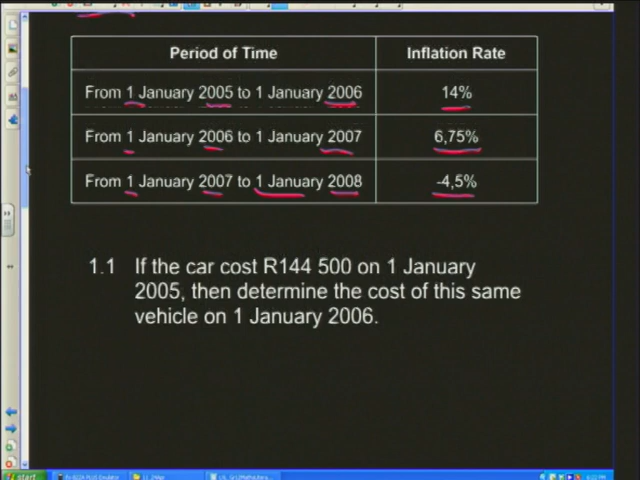 Period of Time Inflation Rate
From 1 January 2005 to 1 January 2006 14%
From 1 January 2006 to 1 January 2007 6,75%
From 1 January 2007 to 1 January 2008 -4,5%
1.1 If the car cost R144 500 on 1 January
2005, then determine the cost of this same
vehicle on 1 January 2006.
start